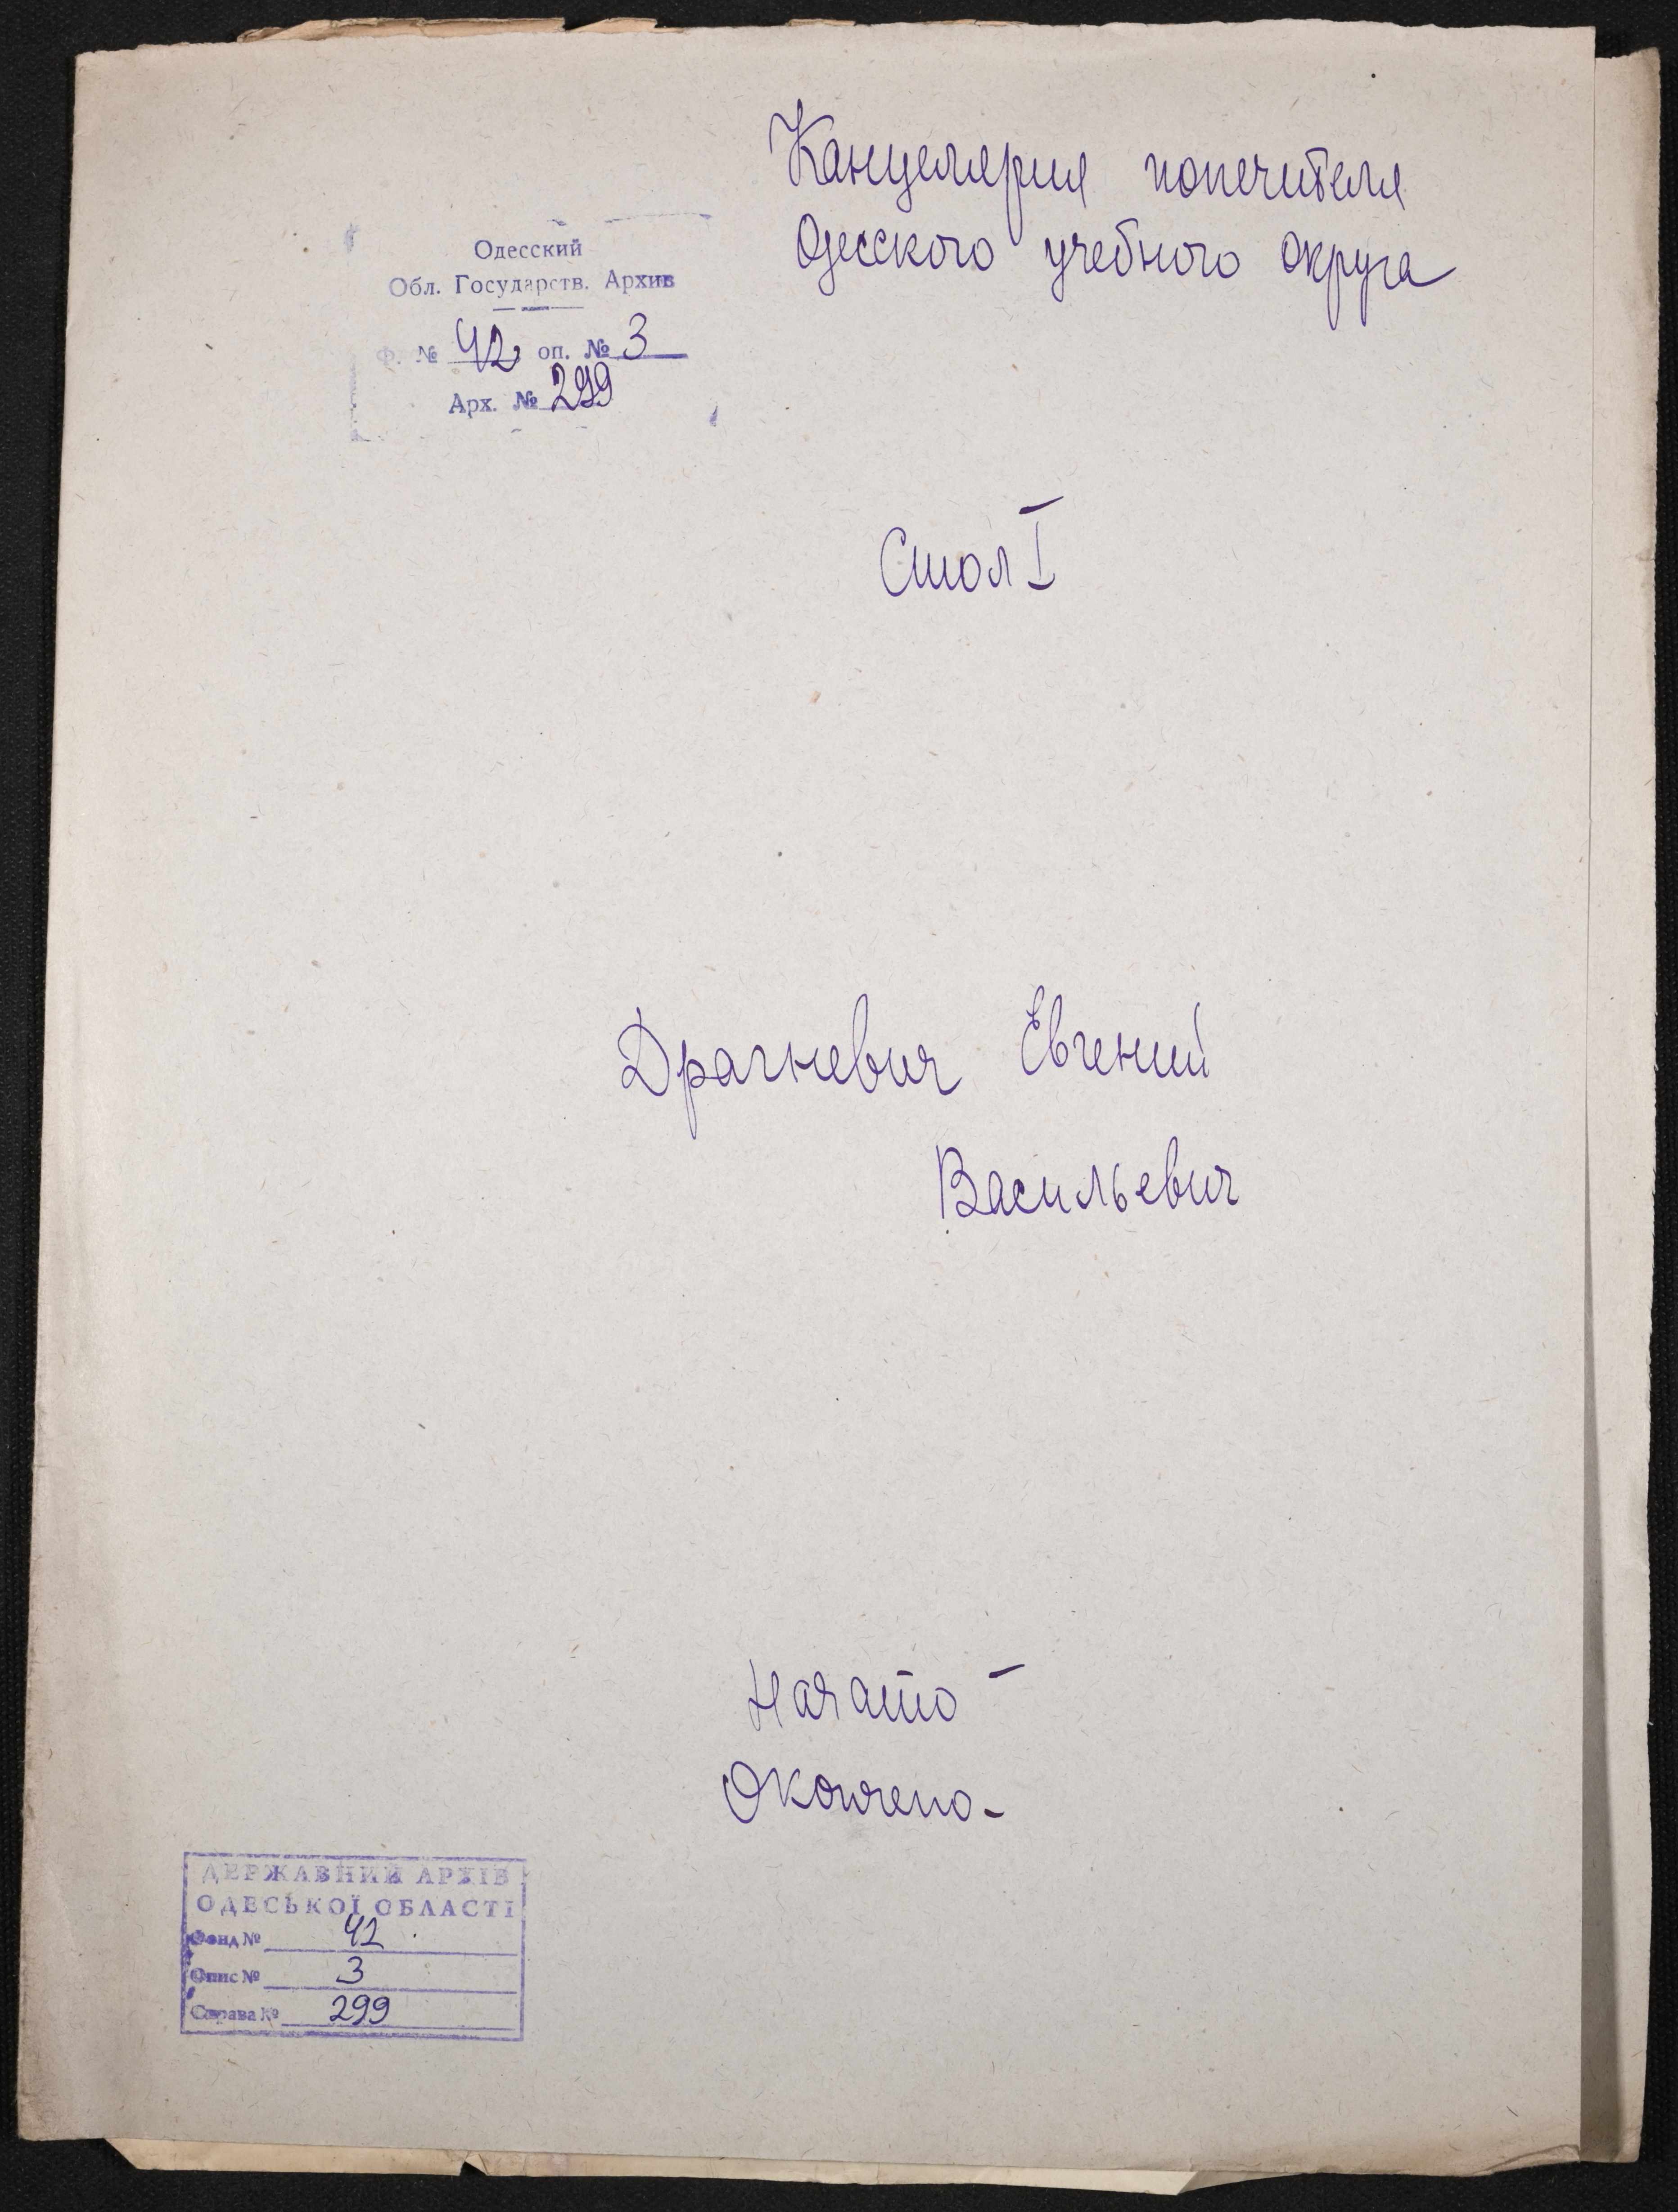 Канцелярия попечителя
Одесского учебного округа
Одесский
Обл. Государств. Архив
Ф. № 42 оп. № 3
Арх. № 299
Стол I
Драгневич Евгений
Васильевич
Начато –
Окончено –
ДЕРЖАВНИЙ АРХІВ
ОДЕСЬКОЇ ОБЛАСТІ
Фонд № 42
Опис № 3
Справа № 299